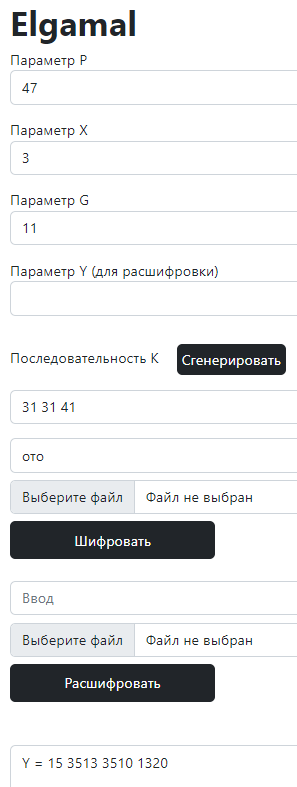 Elgamal
Параметр P
47
Параметр X
3
Параметр G
11
Параметр Y (для расшифровки)
Последовательность K
Сгенерировать
31 31 41
ото
Выберите файл
Файл не выбран
Шифровать
Ввод
Выберите файл
Файл не выбран
Расшифровать
Y = 15 3513 3510 1320